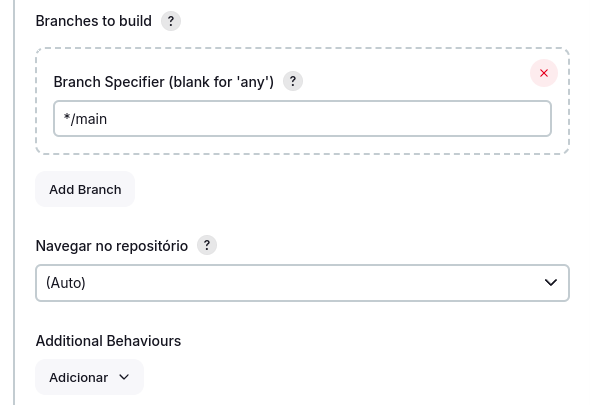 Branches to build ?
Branch Specifier (blank for 'any') ?
*/main
Add Branch
Navegar no repositório ?
(Auto)
Additional Behaviours
Adicionar